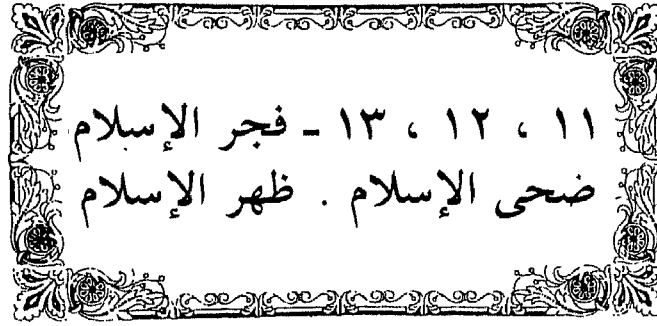 ١١ ، ١٢ ، ١٣ - فجر الإسلام
ضحى الإسلام . ظهر الإسلام